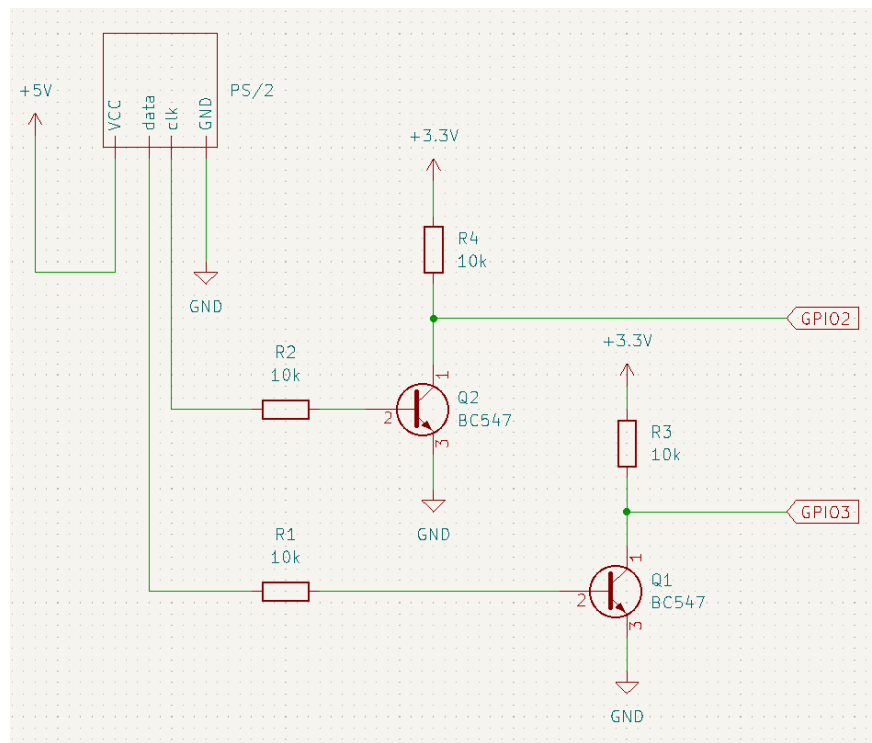 +5V
PS/2
VCC
data
clk
GND
+3.3V
R4
10k
GND
GPIO2
+3.3V
R2
10k
1
Q2
BC547
2
3
R3
10k
GPIO3
GND
R1
10k
1
Q1
BC547
2
3
GND